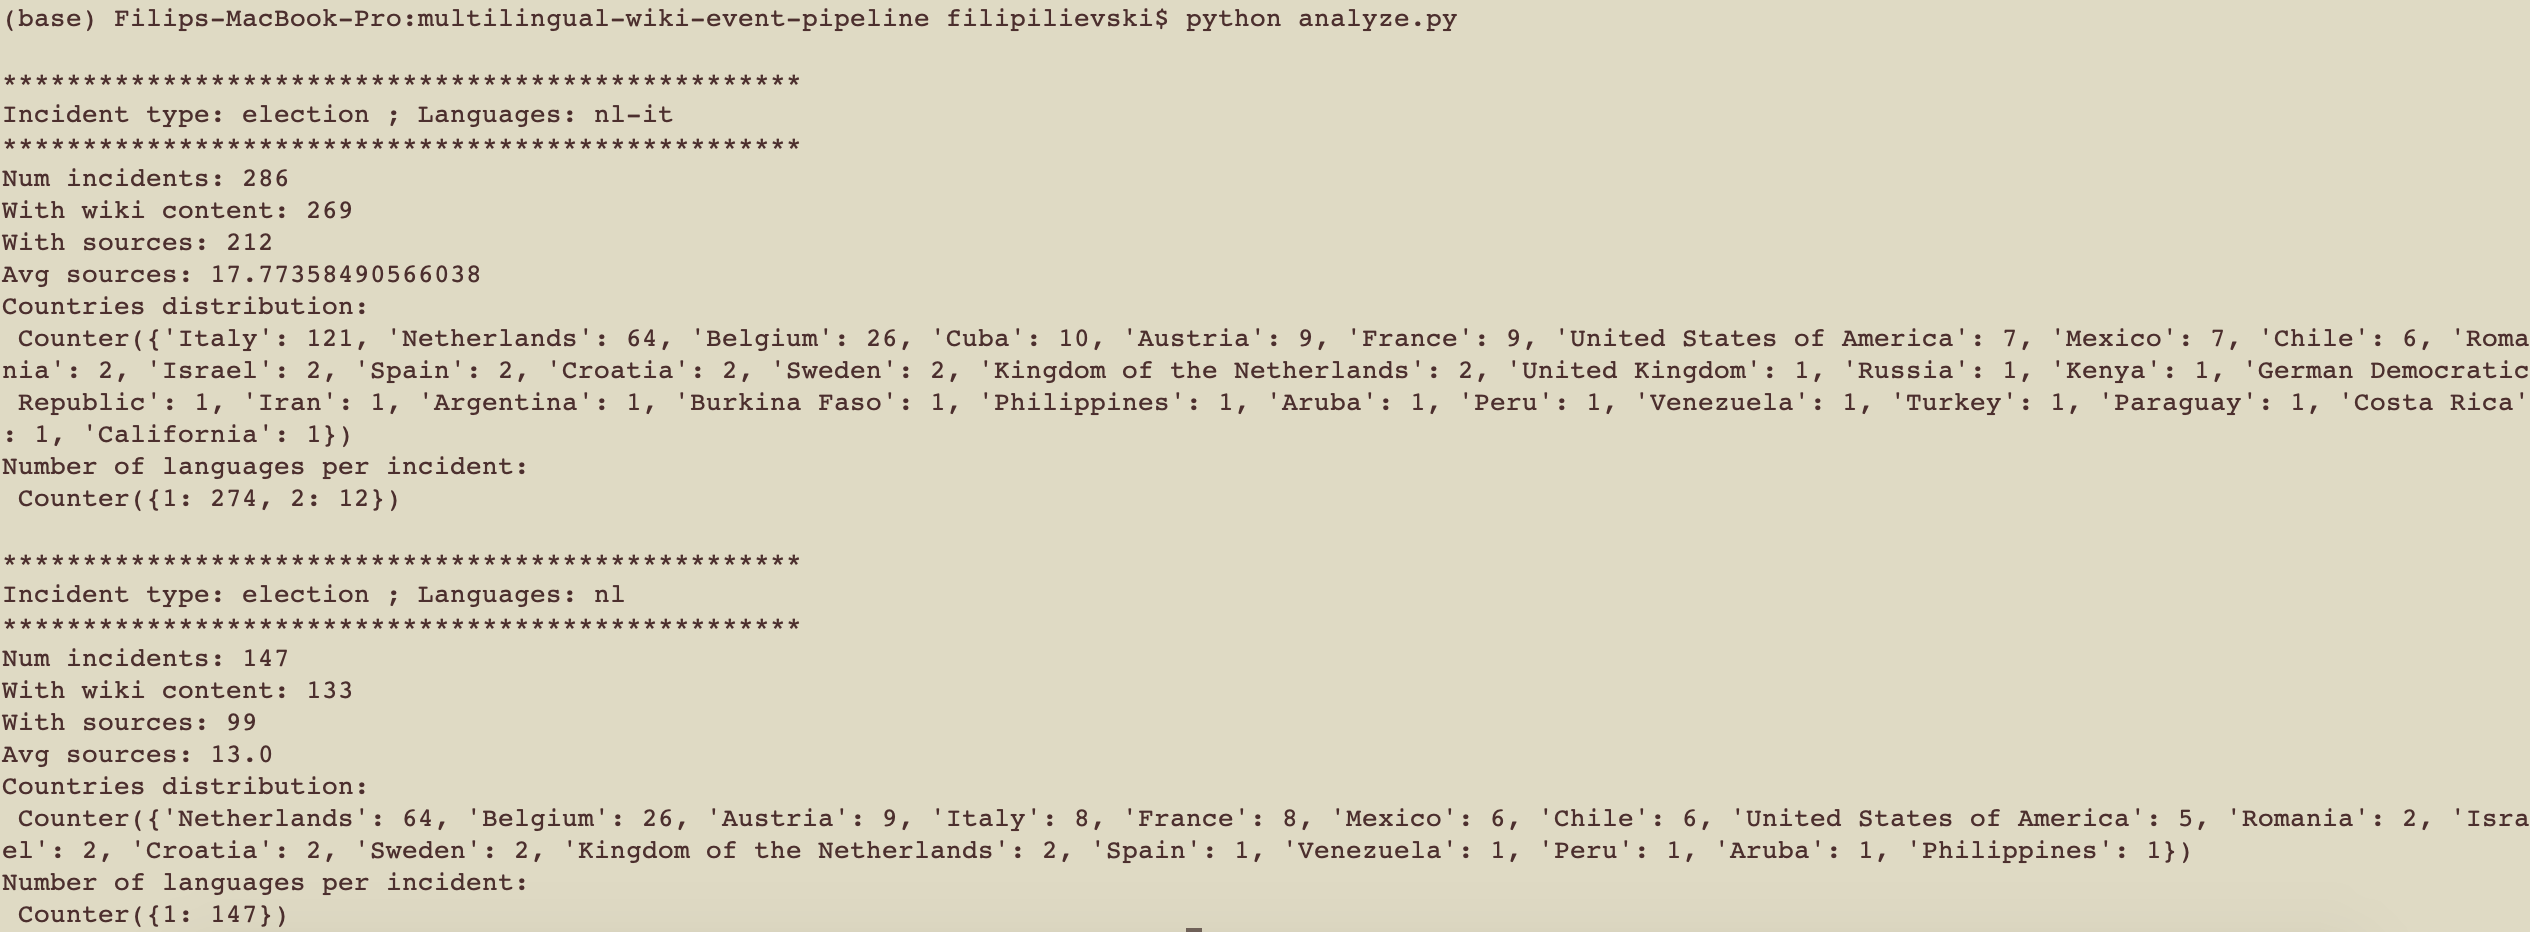 (base) Filips-MacBook-Pro:multilingual-wiki-event-pipeline filipilievski$ python analyze.py
**************************************************
Incident type: election ; Languages: nl-it
**************************************************
Num incidents: 286
With wiki content: 269
With sources: 212
Avg sources: 17.77358490566038
Countries distribution:
 Counter({'Italy': 121, 'Netherlands': 64, 'Belgium': 26, 'Cuba': 10, 'Austria': 9, 'France': 9, 'United States of America': 7, 'Mexico': 7, 'Chile': 6, 'Roma
nia': 2, 'Israel': 2, 'Spain': 2, 'Croatia': 2, 'Sweden': 2, 'Kingdom of the Netherlands': 2, 'United Kingdom': 1, 'Russia': 1, 'Kenya': 1, 'German Democratic
 Republic': 1, 'Iran': 1, 'Argentina': 1, 'Burkina Faso': 1, 'Philippines': 1, 'Aruba': 1, 'Peru': 1, 'Venezuela': 1, 'Turkey': 1, 'Paraguay': 1, 'Costa Rica'
: 1, 'California': 1})
Number of languages per incident:
 Counter({1: 274, 2: 12})
**************************************************
Incident type: election ; Languages: nl
**************************************************
Num incidents: 147
With wiki content: 133
With sources: 99
Avg sources: 13.0
Countries distribution:
 Counter({'Netherlands': 64, 'Belgium': 26, 'Austria': 9, 'Italy': 8, 'France': 8, 'Mexico': 6, 'Chile': 6, 'United States of America': 5, 'Romania': 2, 'Isra
el': 2, 'Croatia': 2, 'Sweden': 2, 'Kingdom of the Netherlands': 2, 'Spain': 1, 'Venezuela': 1, 'Peru': 1, 'Aruba': 1, 'Philippines': 1})
Number of languages per incident:
 Counter({1: 147})